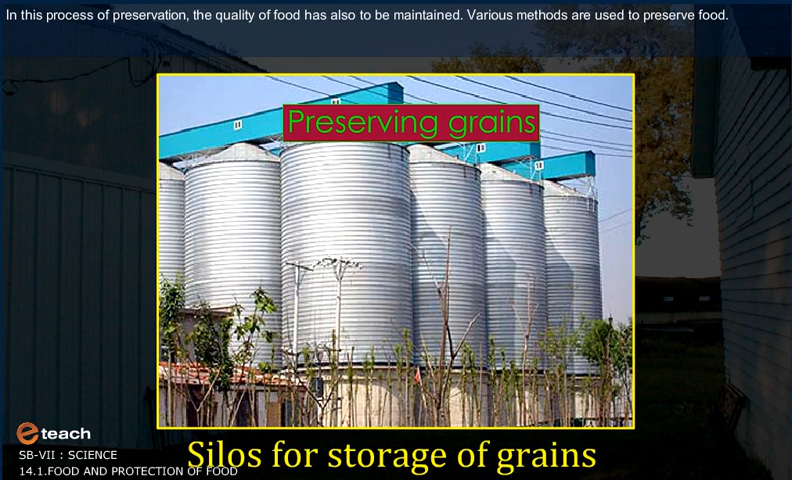 In this process of preservation, the quality of food has also to be maintained. Various methods are used to preserve food.
Preserving grains
e teach
SB-VII : SCIENCE
14.1.FOOD AND PROTECTION OF FOOD
Silos for storage of grains